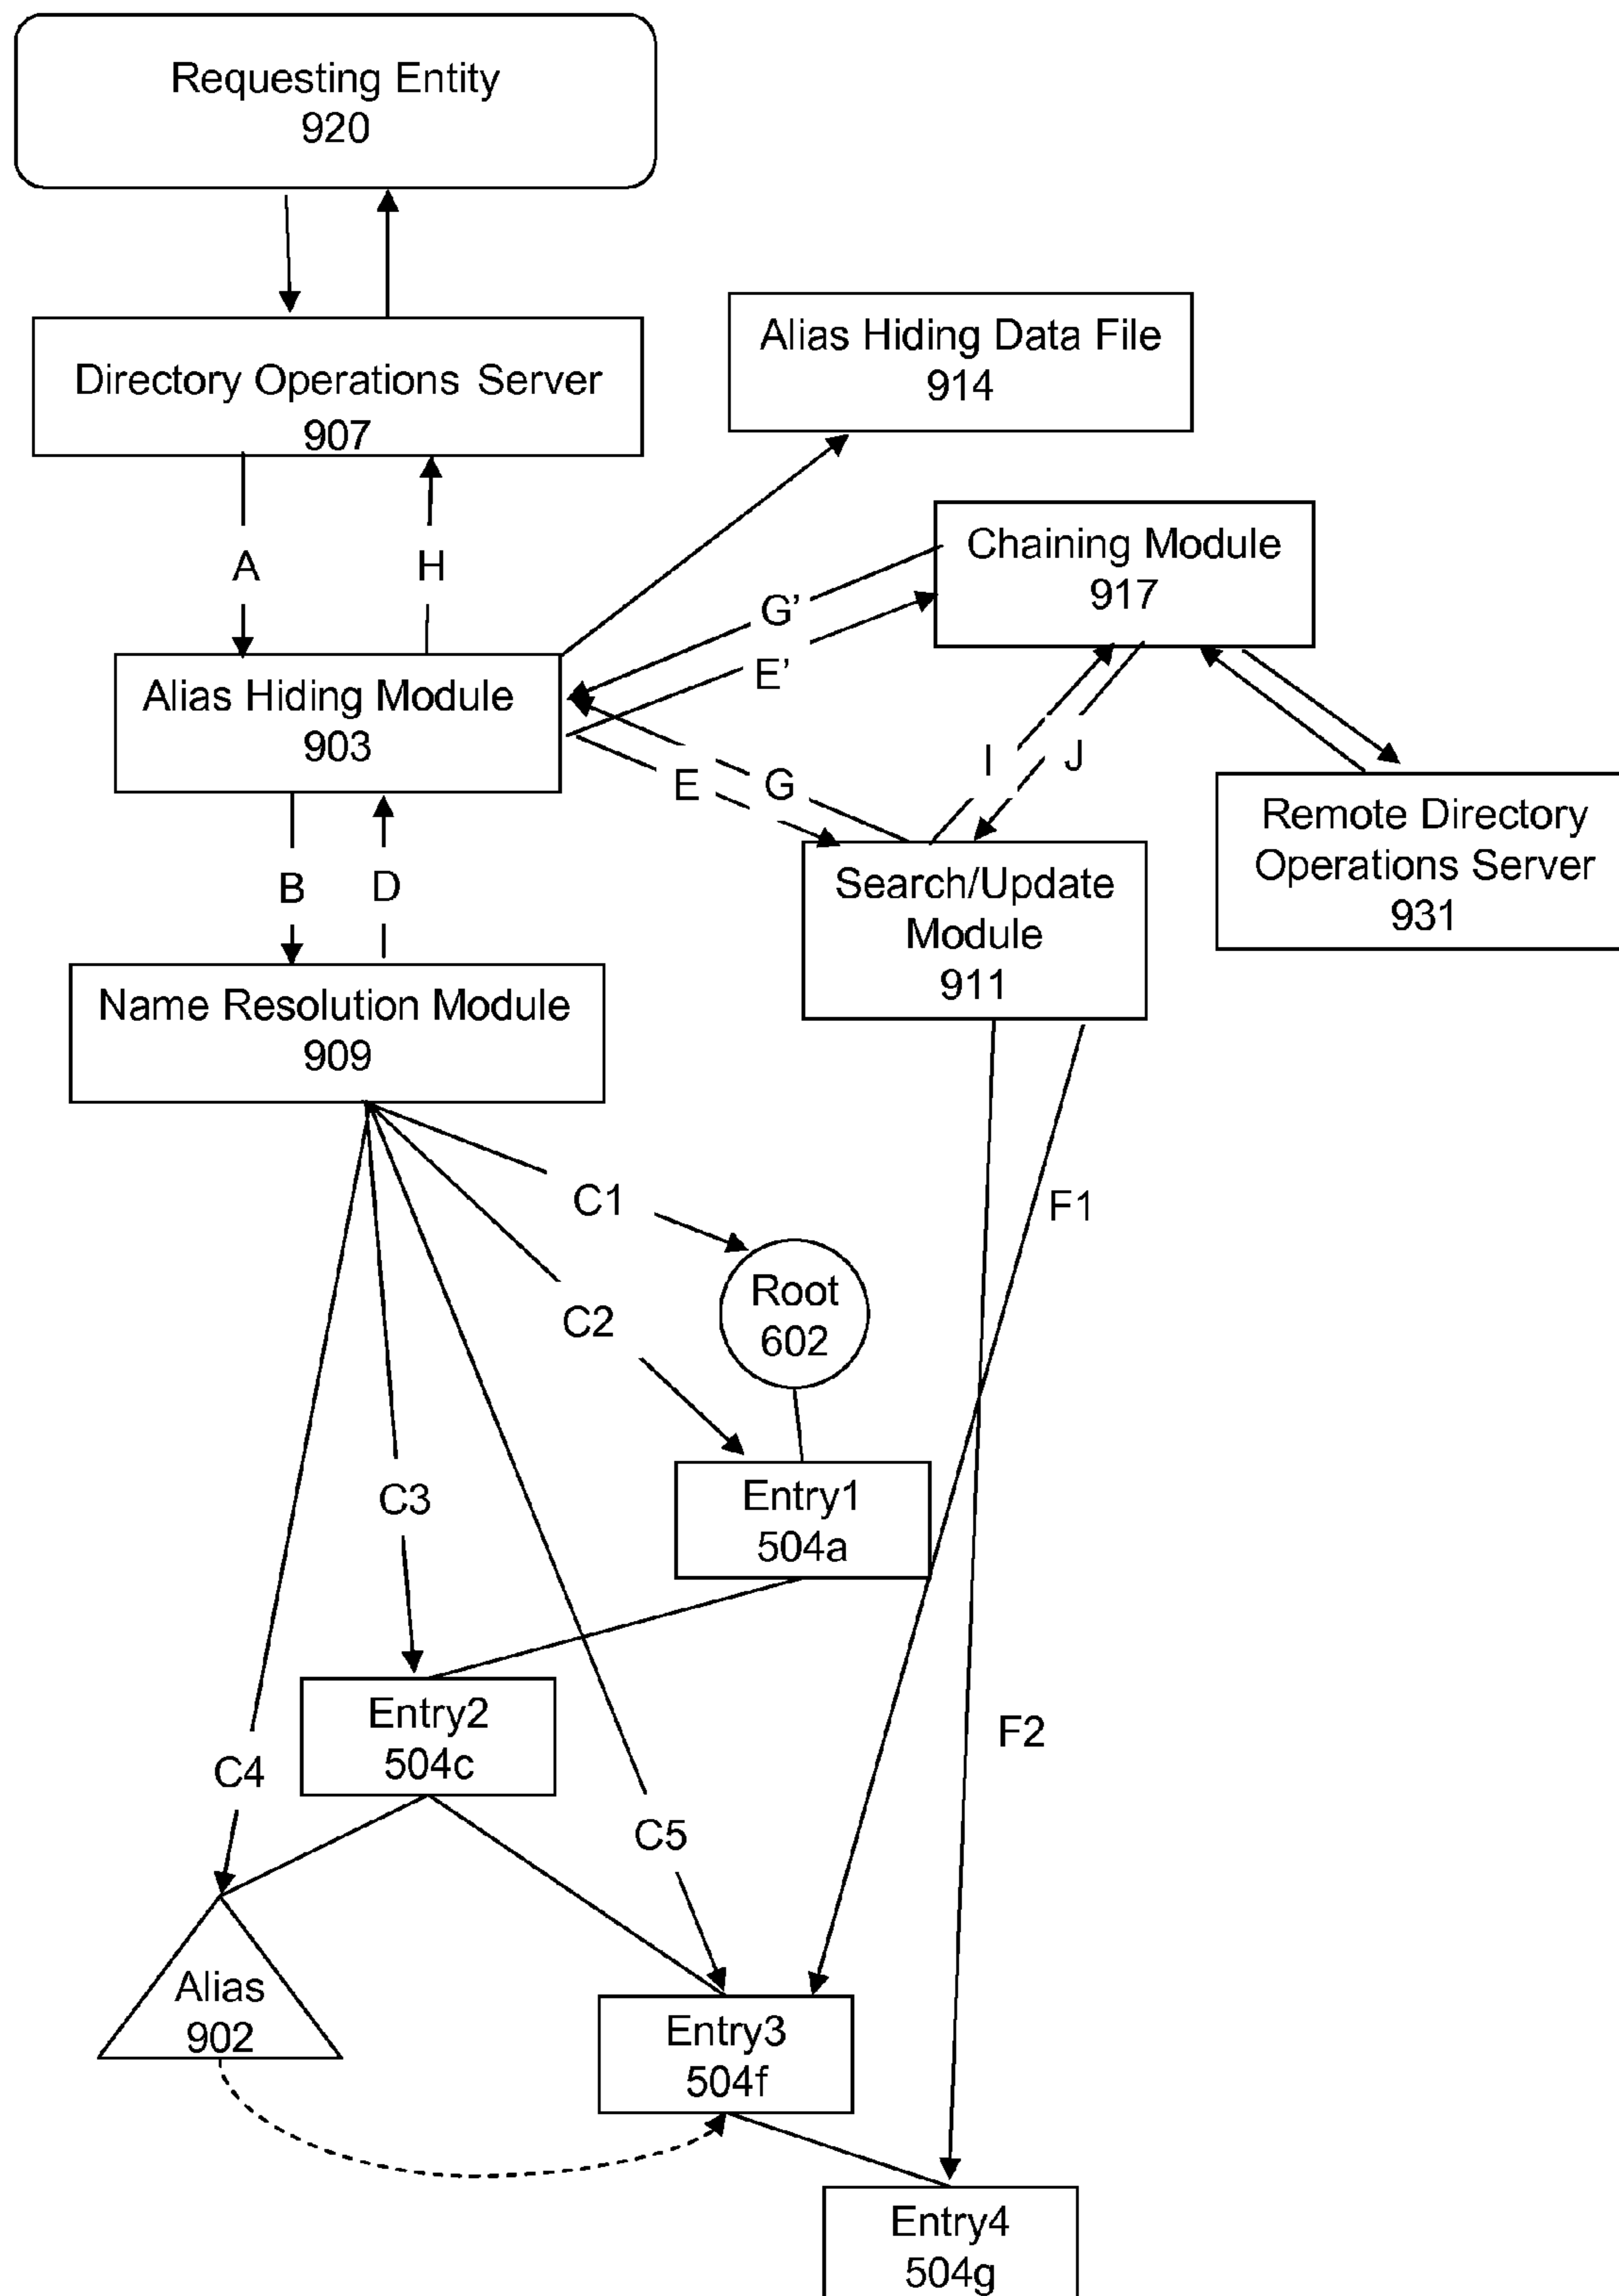 Requesting Entity
920
Directory Operations Server
907
Alias Hiding Data File
914
A
H
Chaining Module
917
G’
E’
Alias Hiding Module
903
I
J
E
G
Remote Directory
Operations Server
931
B
D
Search/Update
Module
911
Name Resolution Module
909
C1
F1
Root
602
C2
C3
Entry1
504a
Entry2
504c
F2
C4
C5
Alias
902
Entry3
504f
Entry4
504g